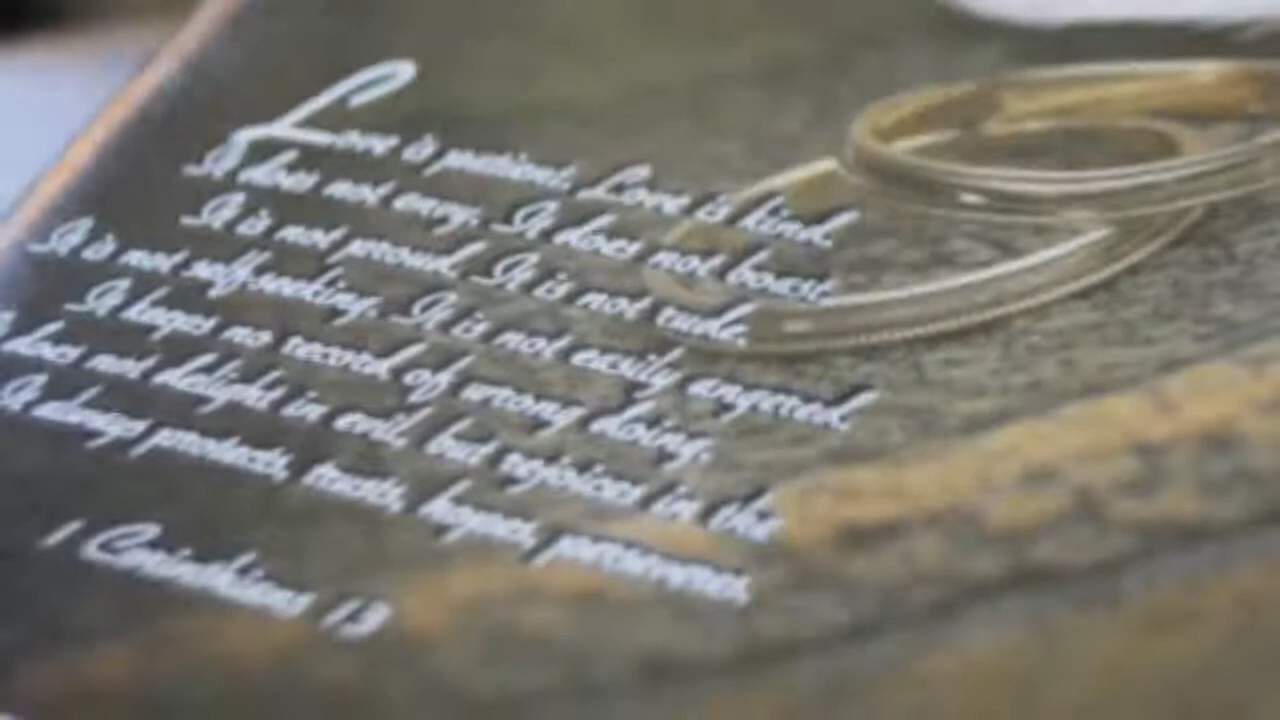 Love is patient. Love is kind.
It does not envy. It does not boast.
It is not proud. It is not rude.
It is not self-seeking. It is not easily angered.
It keeps no record of wrong doing.
It does not delight in evil, but rejoices in the
It always protects, trusts, hopes, perseveres.
1 Corinthians 13